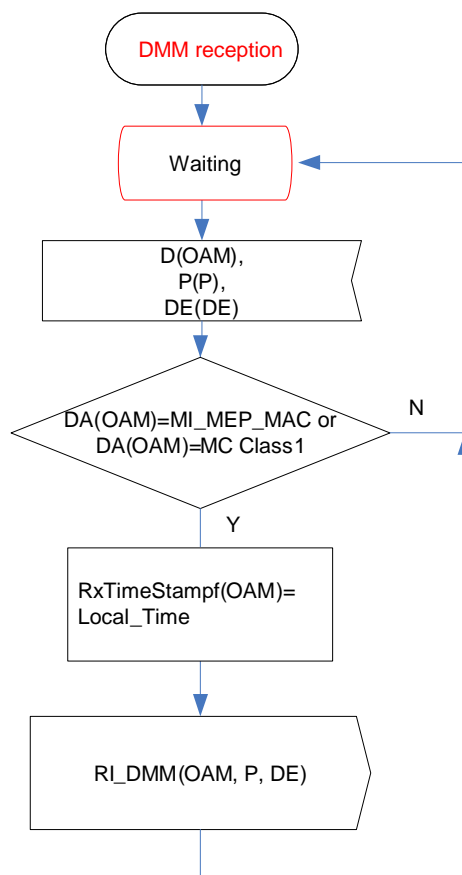 DMM reception
Waiting
D(OAM),
P(P),
DE(DE)
DA(OAM)=MI_MEP_MAC or
DA(OAM)=MC Class1
N
Y
RxTimeStampf(OAM)=
Local_Time
RI_DMM(OAM, P, DE)